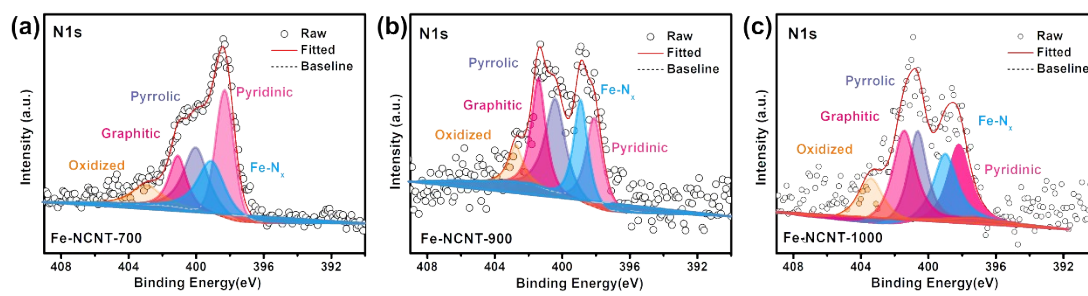 (a)
N1s
Raw
Fitted
Baseline
Pyrrolic
Pyridinic
Graphitic
Oxidized
Fe-Nx
Fe-NCNT-700
Intensity (a.u.)
408 404 400 396 392
Binding Energy(eV)
(b)
N1s
Raw
Fitted
Baseline
Pyrrolic
Graphitic
Fe-Nx
Oxidized
Pyridinic
Fe-NCNT-900
Intensity (a.u.)
408 404 400 396 392
Binding Energy(eV)
(c)
N1s
Raw
Fitted
Baseline
Pyrrolic
Graphitic
Fe-Nx
Oxidized
Pyridinic
Fe-NCNT-1000
Intensity (a.u.)
408 404 400 396 392
Binding Energy(eV)